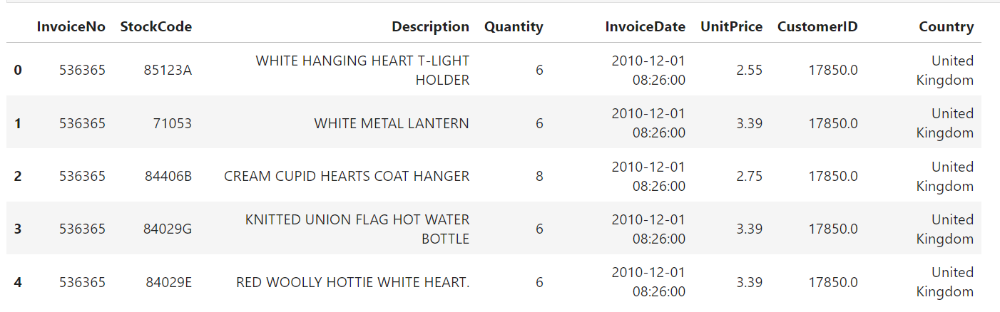 InvoiceNo StockCode Description Quantity InvoiceDate UnitPrice CustomerID Country
0 536365 85123A WHITE HANGING HEART T-LIGHT HOLDER 6 2010-12-01 08:26:00 2.55 17850.0 United Kingdom
1 536365 71053 WHITE METAL LANTERN 6 2010-12-01 08:26:00 3.39 17850.0 United Kingdom
2 536365 84406B CREAM CUPID HEARTS COAT HANGER 8 2010-12-01 08:26:00 2.75 17850.0 United Kingdom
3 536365 84029G KNITTED UNION FLAG HOT WATER BOTTLE 6 2010-12-01 08:26:00 3.39 17850.0 United Kingdom
4 536365 84029E RED WOOLLY HOTTIE WHITE HEART. 6 2010-12-01 08:26:00 3.39 17850.0 United Kingdom